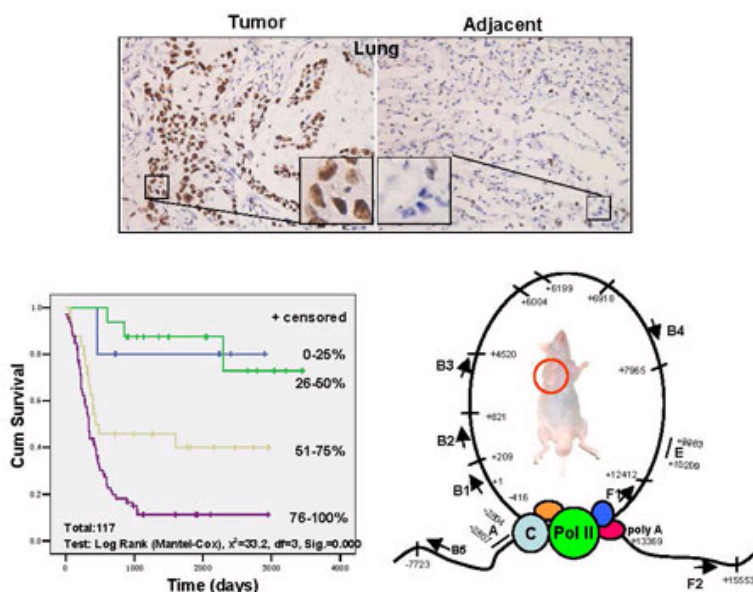 Tumor
Adjacent
Lung
+ censored
0-25%
26-50%
51-75%
76-100%
Cum Survival
1.0
0.8
0.6
0.4
0.2
0.0
Total:117
Test: Log Rank (Mantel-Cox), x²=33.2, df=3, Sig.=0.000
0
1000
2000
3000
4000
Time (days)
+6199
+6004
+6918
B4
+7965
B3
+4520
+821
B2
+209
+1
B1
-416
E
+10209
+12412
F1
A
C
Pol II
poly A
+13369
B5
-7723
F2
+15553